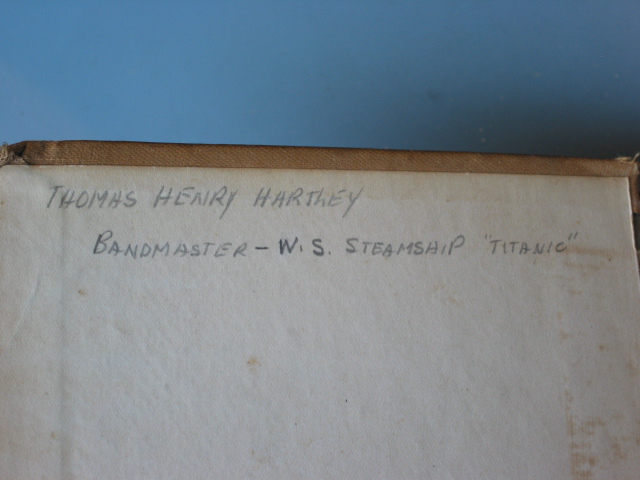 THOMAS HENRY HARTLEY
BANDMASTER - W.S. STEAMSHIP "TITANIC"